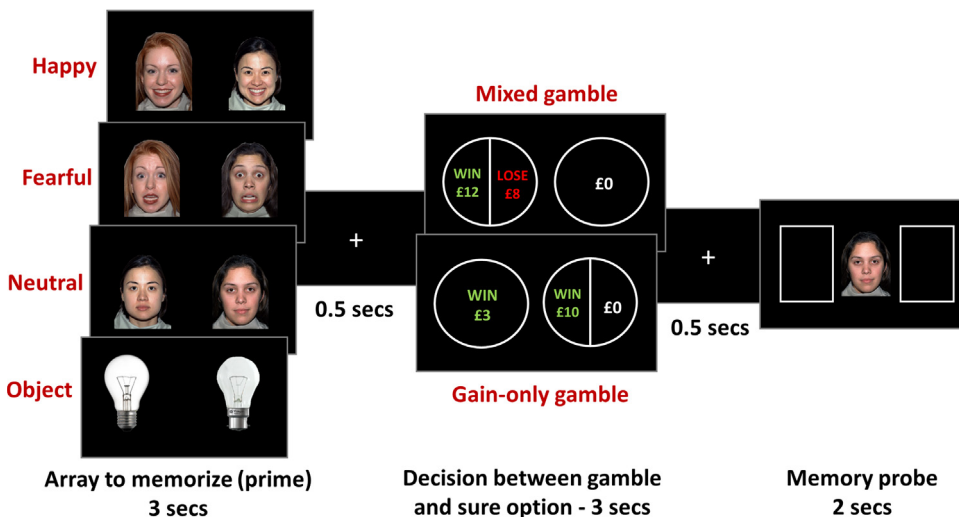 Happy
Fearful
Neutral
Object
Array to memorize (prime)
3 secs
+
0.5 secs
Mixed gamble
WIN
£12
LOSE
£8
£0
WIN
£3
WIN
£10
£0
Gain-only gamble
Decision between gamble
and sure option - 3 secs
+
0.5 secs
Memory probe
2 secs